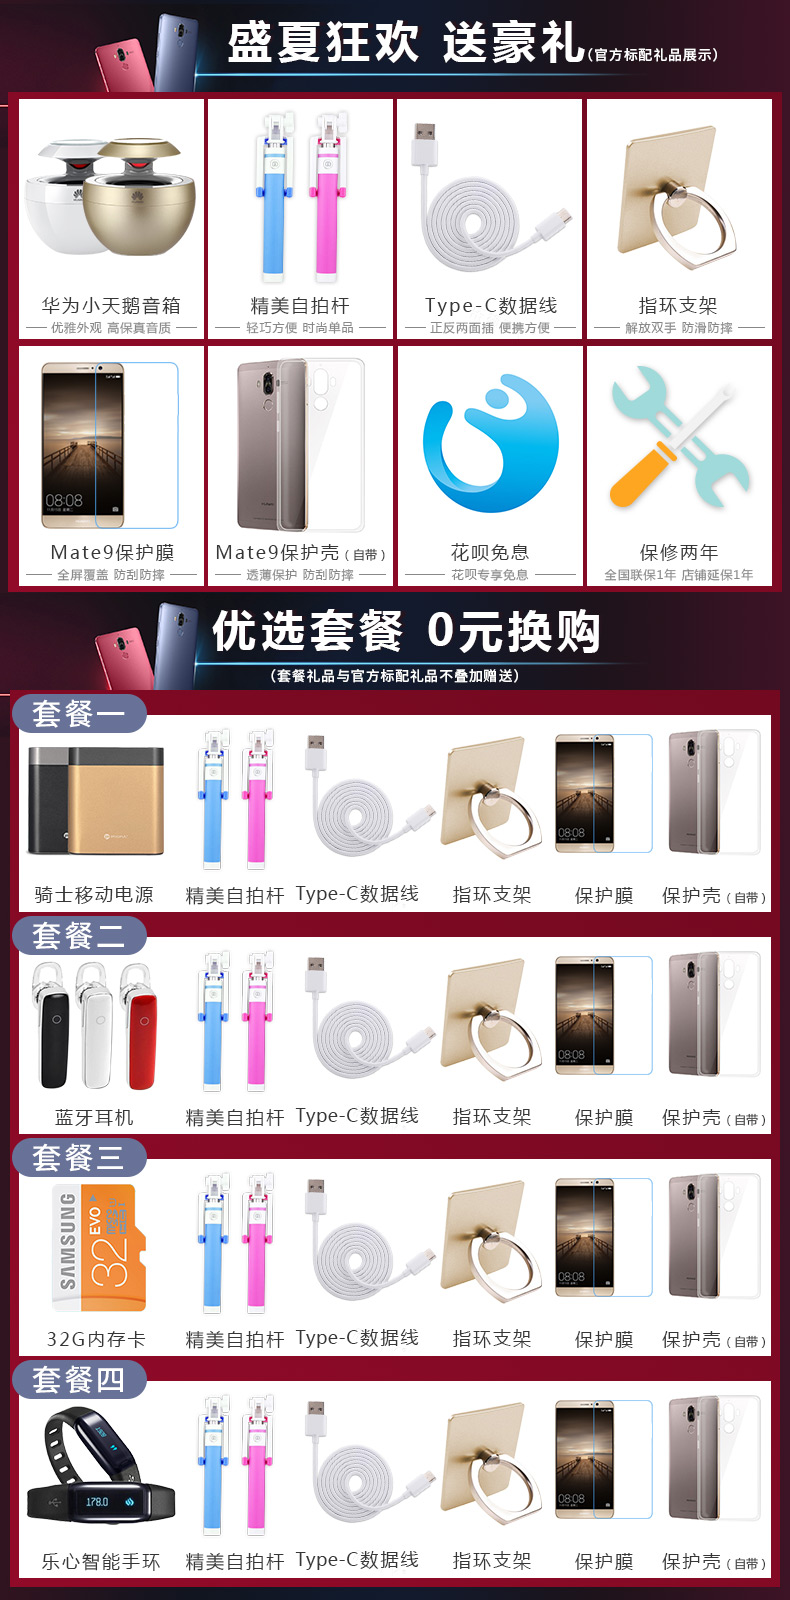 盛夏狂欢 送豪礼(官方标配礼品展示)
华为小天鹅音箱
优雅外观 高保真音质
精美自拍杆
轻巧方便 时尚单品
Type-C数据线
正反两面插 便携方便
指环支架
解放双手 防滑防摔
08:08
Mate9保护膜
全屏覆盖 防刮防摔
Mate9保护壳(自带)
透薄保护 防刮防摔
花呗免息
花呗专享免息
保修两年
全国联保1年 店铺延保1年
优选套餐 0元换购
(套餐礼品与官方标配礼品不叠加赠送)
套餐一
08:08
骑士移动电源
精美自拍杆
Type-C数据线
指环支架
保护膜
保护壳(自带)
套餐二
08:08
蓝牙耳机
精美自拍杆
Type-C数据线
指环支架
保护膜
保护壳(自带)
套餐三
SAMSUNG
32
EVO
08:08
32G内存卡
精美自拍杆
Type-C数据线
指环支架
保护膜
保护壳(自带)
套餐四
178.0
08:08
乐心智能手环
精美自拍杆
Type-C数据线
指环支架
保护膜
保护壳(自带)